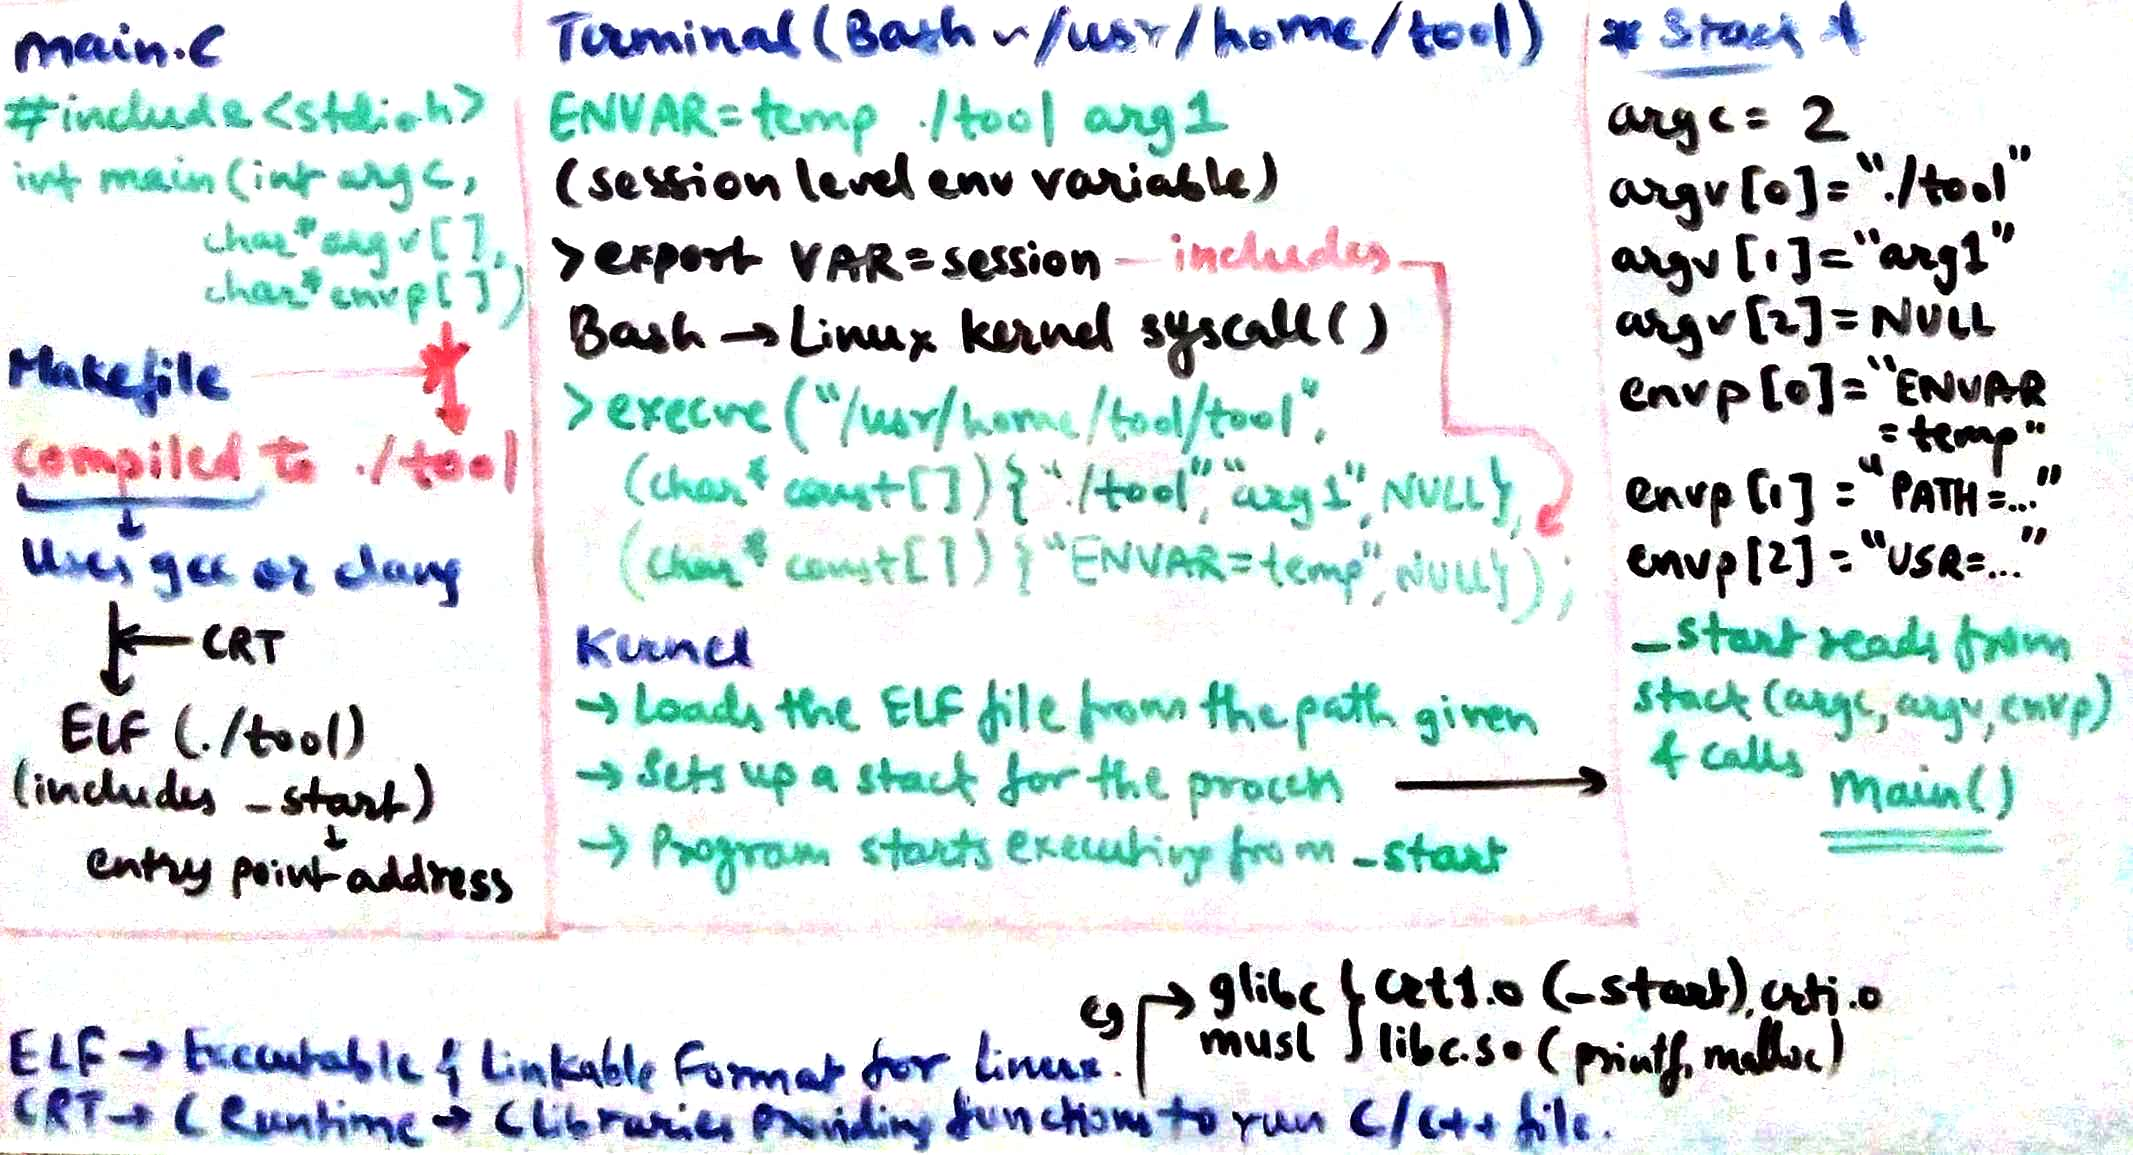 main.c
#include <stdio.h>
int main(int argc,
char* argv[],
char* envp[])
Makefile
compiled to ./tool
Uses gcc or clang
CRT
ELF (./tool)
(includes _start)
entry point address
Terminal (Bash ~/usr/home/tool)
ENVAR=temp ./tool arg1
(session level env variable)
>export VAR=session — includes
Bash → Linux kernel syscall()
>execve("/usr/home/tool/tool",
(char* const[]) {"./tool","arg1",NULL},
(char* const[]) {"ENVAR=temp",NULL});
Kernel
→ Loads the ELF file from the path given
→ Sets up a stack for the process
→ Program starts executing from _start
* Stack *
argc = 2
argv[0]="./tool"
argv[1]="arg1"
argv[2]=NULL
envp[0]="ENVAR
=temp"
envp[1]="PATH=..."
envp[2]="USR=..."
_start reads from
stack (argc, argv, envp)
& calls
main()
eg → glibc } crt1.o (_start), crti.o
musl } libc.so (printf, malloc)
ELF → Executable & Linkable Format for Linux.
CRT → C Runtime → C libraries providing functions to run C/C++ file.